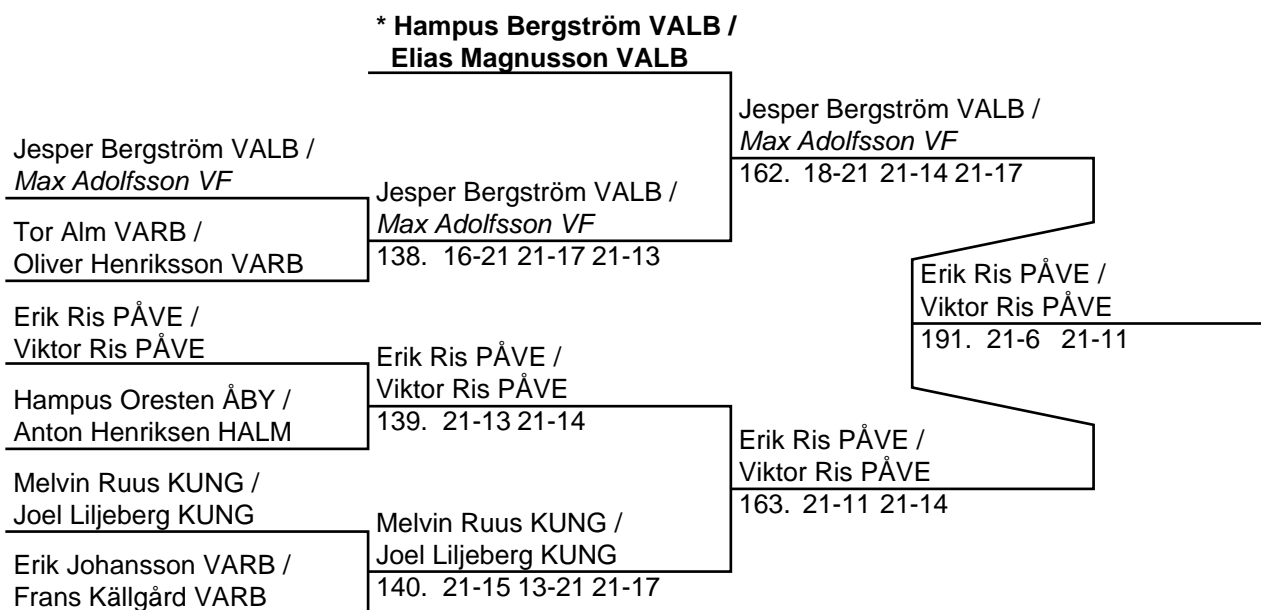 * Hampus Bergström VALB /
Elias Magnusson VALB
Jesper Bergström VALB /
Max Adolfsson VF
162. 18-21 21-14 21-17
Jesper Bergström VALB /
Max Adolfsson VF
Jesper Bergström VALB /
Max Adolfsson VF
138. 16-21 21-17 21-13
Tor Alm VARB /
Oliver Henriksson VARB
Erik Ris PÅVE /
Viktor Ris PÅVE
191. 21-6 21-11
Erik Ris PÅVE /
Viktor Ris PÅVE
Erik Ris PÅVE /
Viktor Ris PÅVE
139. 21-13 21-14
Hampus Oresten ÅBY /
Anton Henriksen HALM
Erik Ris PÅVE /
Viktor Ris PÅVE
163. 21-11 21-14
Melvin Ruus KUNG /
Joel Liljeberg KUNG
Melvin Ruus KUNG /
Joel Liljeberg KUNG
140. 21-15 13-21 21-17
Erik Johansson VARB /
Frans Källgård VARB